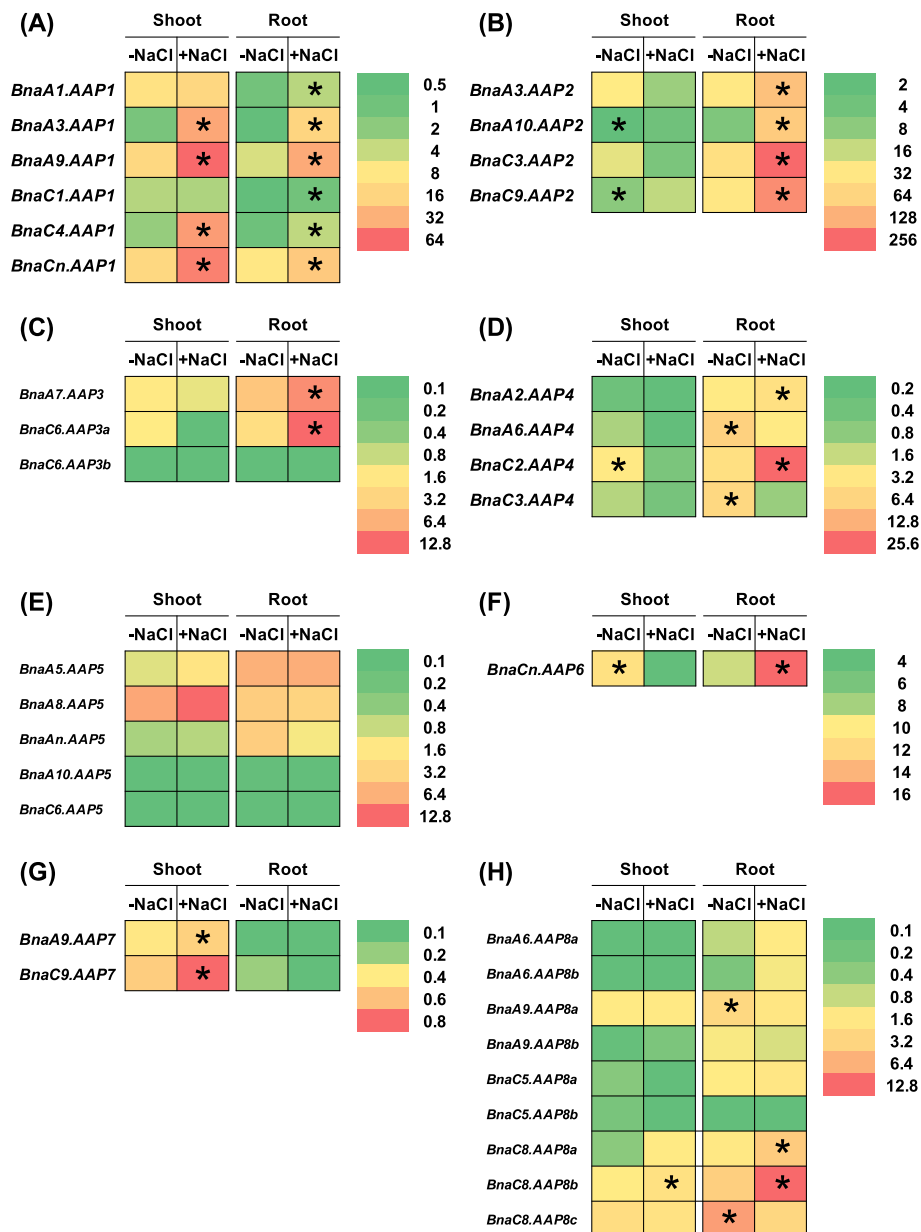 (A)
Shoot Root
-NaCl +NaCl -NaCl +NaCl
BnaA1.AAP1 *
BnaA3.AAP1 * *
BnaA9.AAP1 * *
BnaC1.AAP1 *
BnaC4.AAP1 * *
BnaCn.AAP1 * *
0.5
1
2
4
8
16
32
64
(B)
Shoot Root
-NaCl +NaCl -NaCl +NaCl
BnaA3.AAP2 *
BnaA10.AAP2 * *
BnaC3.AAP2 *
BnaC9.AAP2 * *
2
4
8
16
32
64
128
256
(C)
Shoot Root
-NaCl +NaCl -NaCl +NaCl
BnaA7.AAP3 *
BnaC6.AAP3a *
BnaC6.AAP3b
0.1
0.2
0.4
0.8
1.6
3.2
6.4
12.8
(D)
Shoot Root
-NaCl +NaCl -NaCl +NaCl
BnaA2.AAP4 *
BnaA6.AAP4 *
BnaC2.AAP4 * *
BnaC3.AAP4 *
0.2
0.4
0.8
1.6
3.2
6.4
12.8
25.6
(E)
Shoot Root
-NaCl +NaCl -NaCl +NaCl
BnaA5.AAP5
BnaA8.AAP5
BnaAn.AAP5
BnaA10.AAP5
BnaC6.AAP5
0.1
0.2
0.4
0.8
1.6
3.2
6.4
12.8
(F)
Shoot Root
-NaCl +NaCl -NaCl +NaCl
BnaCn.AAP6 * *
4
6
8
10
12
14
16
(G)
Shoot Root
-NaCl +NaCl -NaCl +NaCl
BnaA9.AAP7 *
BnaC9.AAP7 *
0.1
0.2
0.4
0.6
0.8
(H)
Shoot Root
-NaCl +NaCl -NaCl +NaCl
BnaA6.AAP8a
BnaA6.AAP8b
BnaA9.AAP8a *
BnaA9.AAP8b
BnaC5.AAP8a
BnaC5.AAP8b
BnaC8.AAP8a *
BnaC8.AAP8b * *
BnaC8.AAP8c *
0.1
0.2
0.4
0.8
1.6
3.2
6.4
12.8